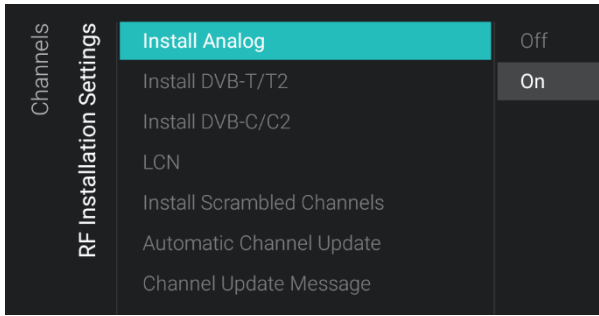 Channels
RF Installation Settings
Install Analog
Install DVB-T/T2
Install DVB-C/C2
LCN
Install Scrambled Channels
Automatic Channel Update
Channel Update Message
Off
On